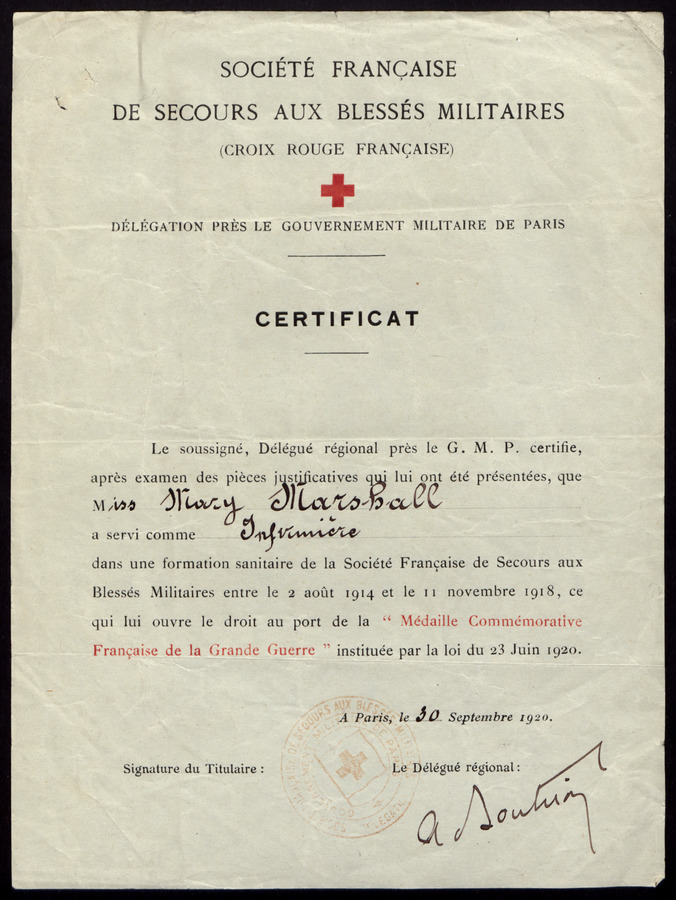 SOCIÉTÉ FRANÇAISE
DE SECOURS AUX BLESSÉS MILITAIRES
(CROIX ROUGE FRANÇAISE)
DÉLÉGATION PRÈS LE GOUVERNEMENT MILITAIRE DE PARIS
CERTIFICAT
Le soussigné, Délégué régional près le G. M. P. certifie,
après examen des pièces justificatives qui lui ont été présentées, que
Miss Mary Marshall
a servi comme Infirmière
dans une formation sanitaire de la Société Française de Secours aux
Blessés Militaires entre le 2 août 1914 et le 11 novembre 1918, ce
qui lui ouvre le droit au port de la “ Médaille Commémorative
Française de la Grande Guerre ” instituée par la loi du 23 Juin 1920.
A Paris, le 30 Septembre 1920.
Signature du Titulaire : Le Délégué régional :
DE SECOURS AUX BLESSÉS